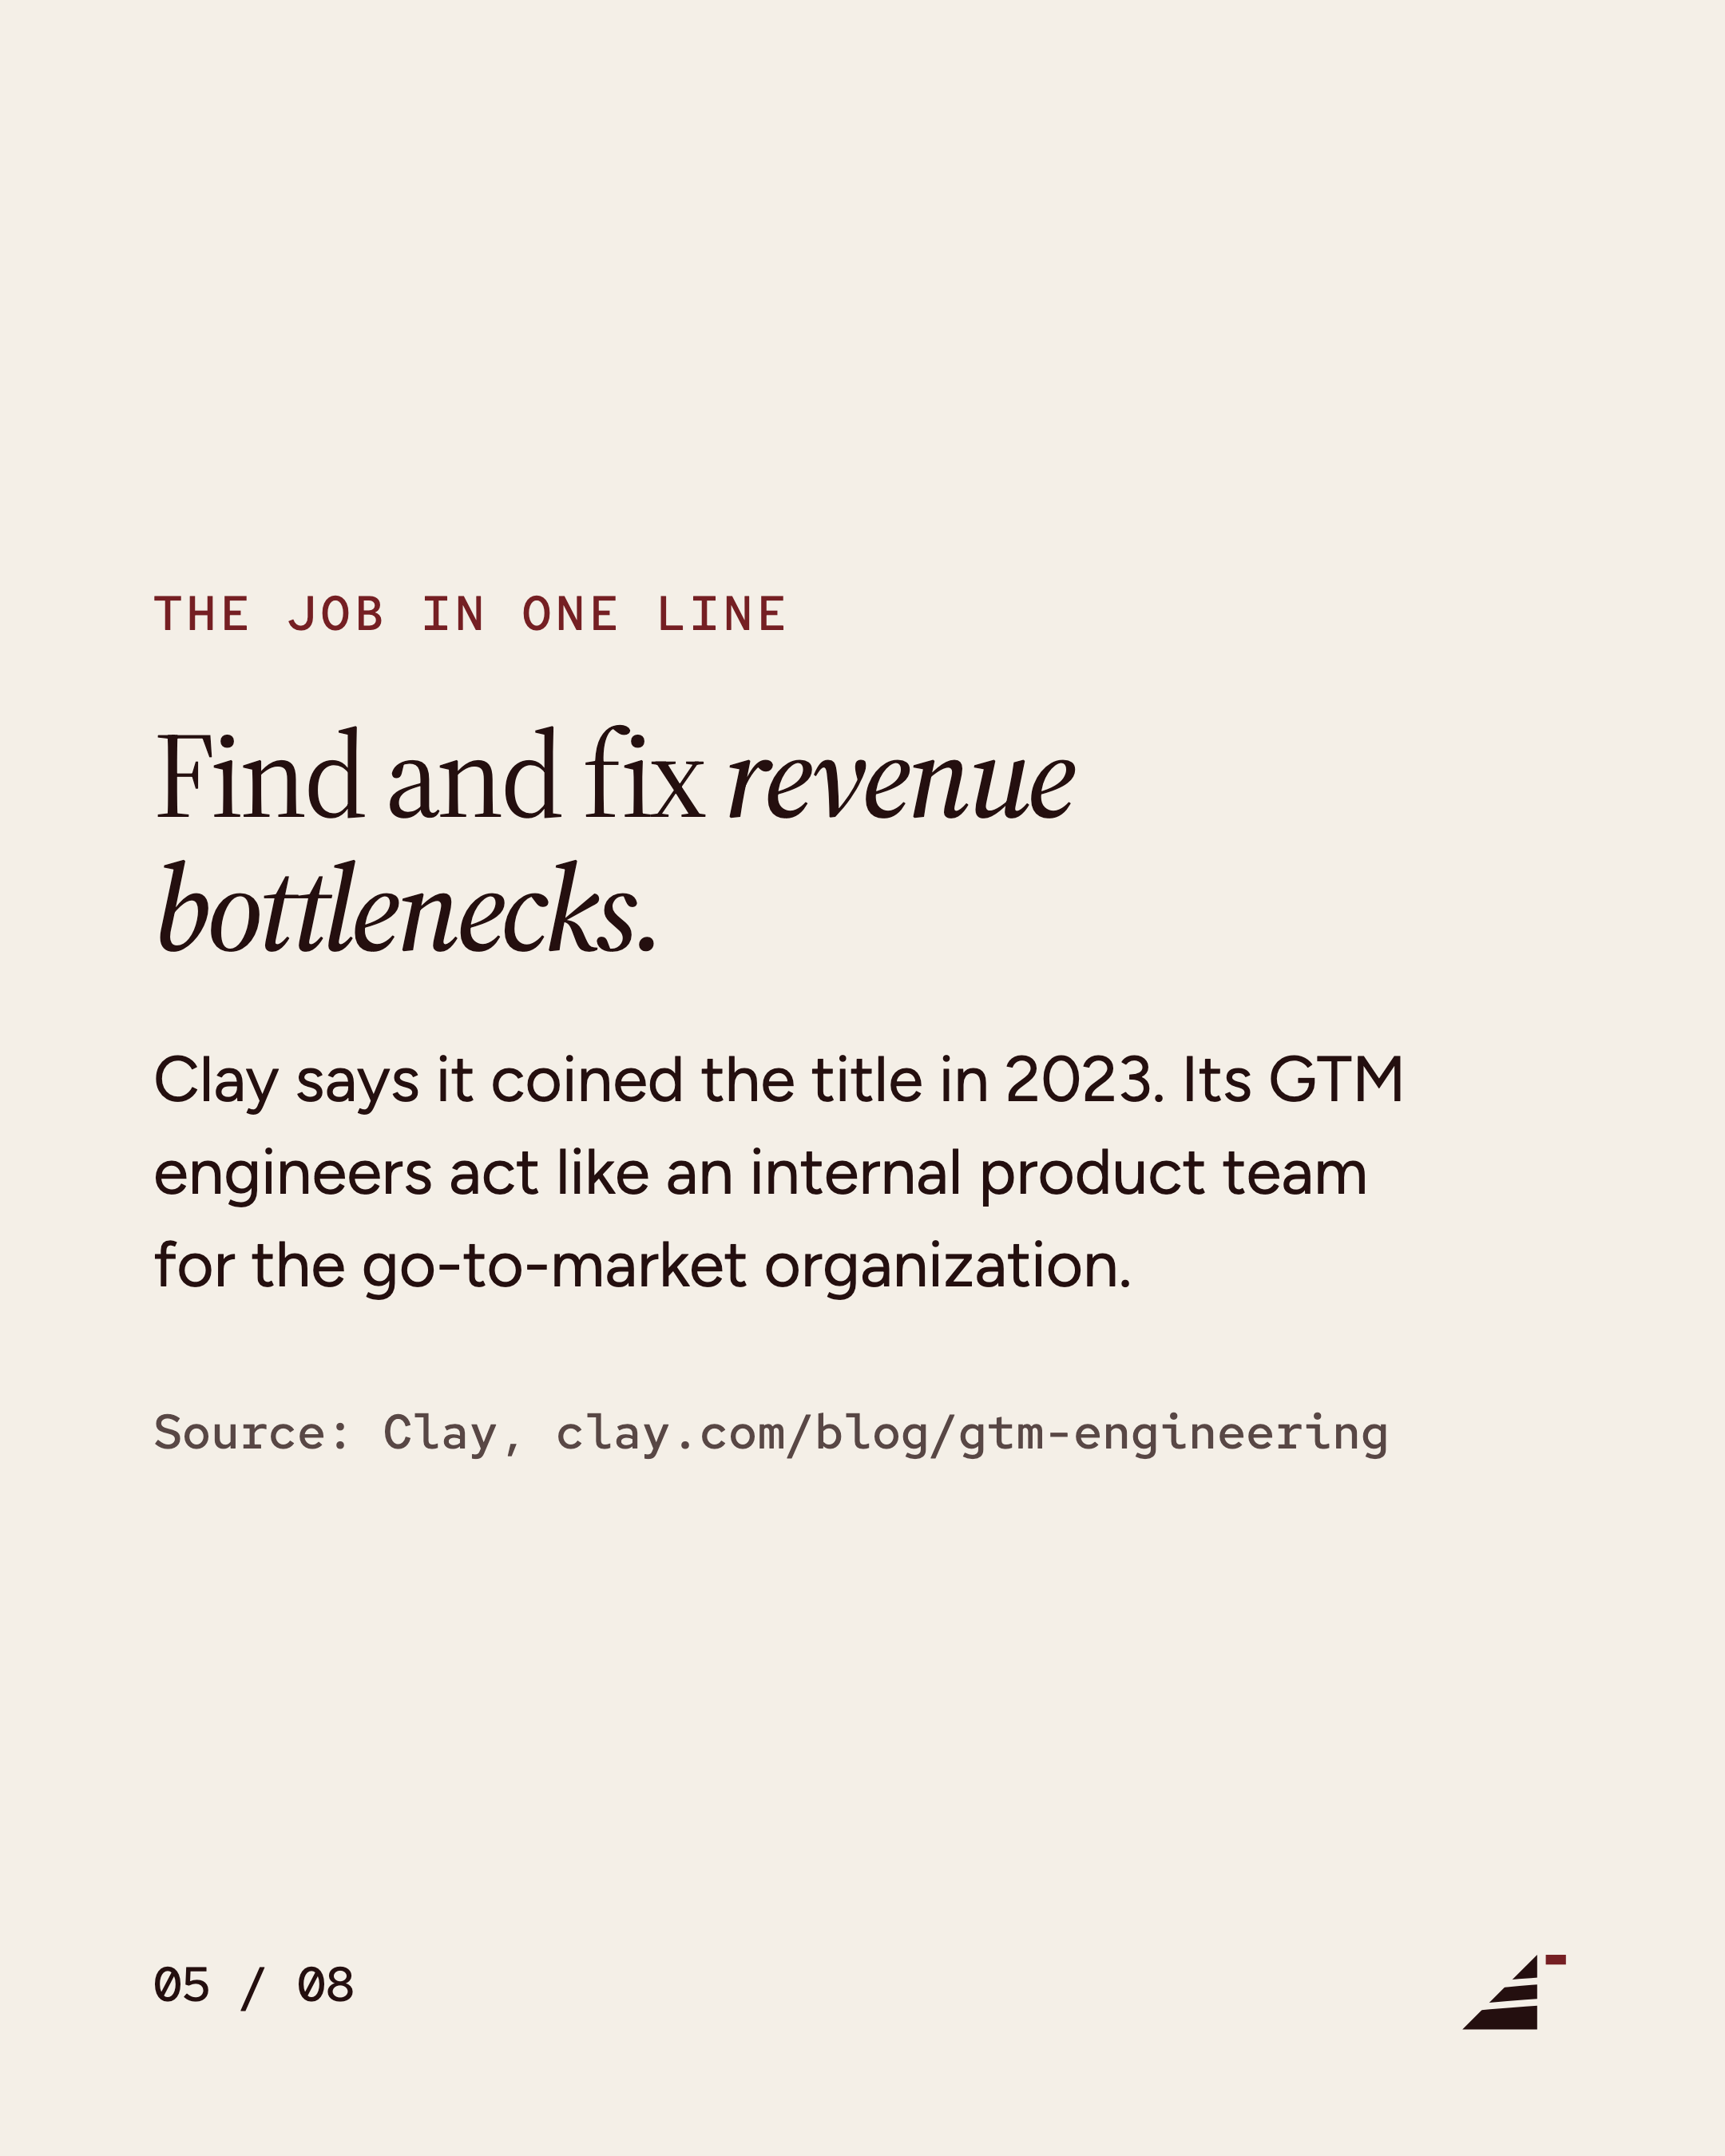 THE JOB IN ONE LINE
Find and fix revenue
bottlenecks.
Clay says it coined the title in 2023. Its GTM
engineers act like an internal product team
for the go-to-market organization.
Source: Clay, clay.com/blog/gtm-engineering
05 / 08